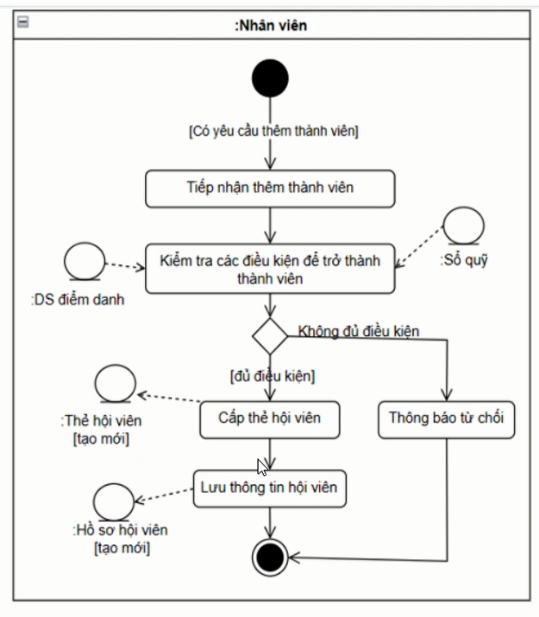 :Nhân viên
[Có yêu cầu thêm thành viên]
Tiếp nhận thêm thành viên
Kiểm tra các điều kiện để trở thành
thành viên
:Sổ quỹ
:DS điểm danh
Không đủ điều kiện
[đủ điều kiện]
Cấp thẻ hội viên
Thông báo từ chối
:Thẻ hội viên
[tạo mới]
Lưu thông tin hội viên
:Hồ sơ hội viên
[tạo mới]